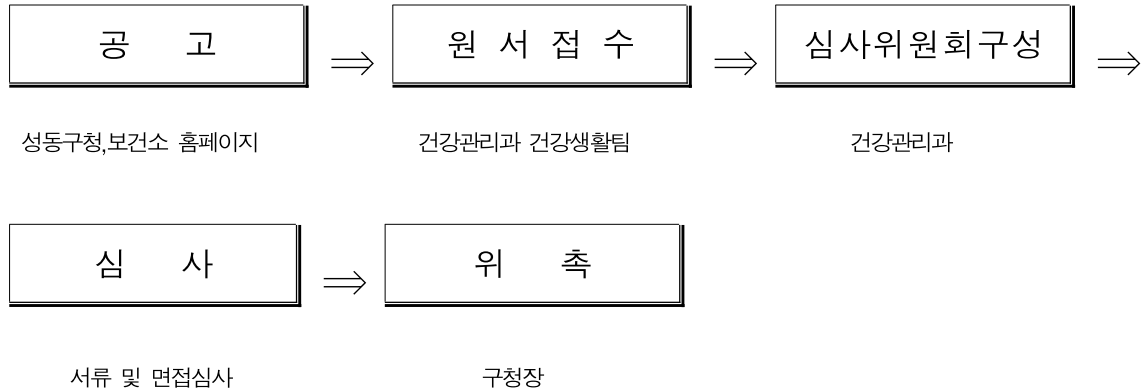 공 고 ⇒ 원 서 접 수 ⇒ 심사위원회구성 ⇒
성동구청,보건소 홈페이지 건강관리과 건강생활팀 건강관리과
심 사 ⇒ 위 촉
서류 및 면접심사 구청장